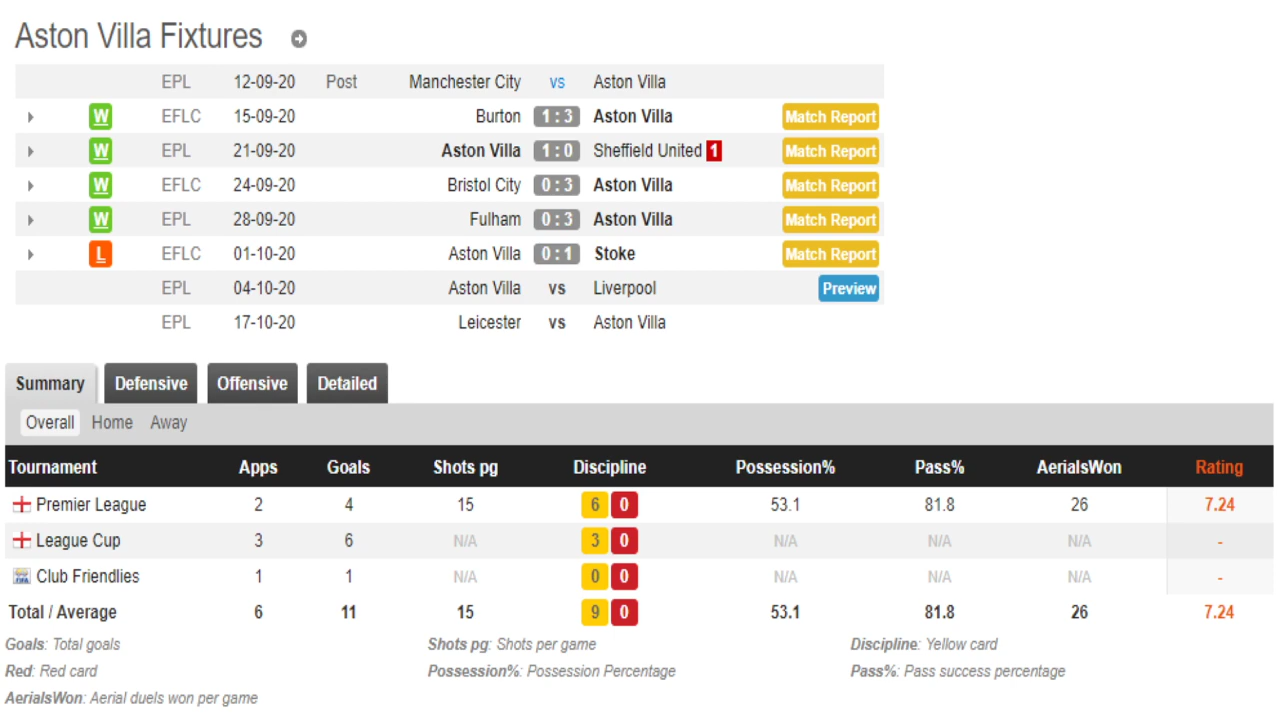 Aston Villa Fixtures
EPL 12-09-20 Post Manchester City vs Aston Villa
W EFLC 15-09-20 Burton 1 : 3 Aston Villa Match Report
W EPL 21-09-20 Aston Villa 1 : 0 Sheffield United 1 Match Report
W EFLC 24-09-20 Bristol City 0 : 3 Aston Villa Match Report
W EPL 28-09-20 Fulham 0 : 3 Aston Villa Match Report
L EFLC 01-10-20 Aston Villa 0 : 1 Stoke Match Report
EPL 04-10-20 Aston Villa vs Liverpool Preview
EPL 17-10-20 Leicester vs Aston Villa
Summary Defensive Offensive Detailed
Overall Home Away
Tournament Apps Goals Shots pg Discipline Possession% Pass% AerialsWon Rating
Premier League 2 4 15 6 0 53.1 81.8 26 7.24
League Cup 3 6 N/A 3 0 N/A N/A N/A -
Club Friendlies 1 1 N/A 0 0 N/A N/A N/A -
Total / Average 6 11 15 9 0 53.1 81.8 26 7.24
Goals: Total goals Shots pg: Shots per game Discipline: Yellow card
Red: Red card Possession%: Possession Percentage Pass%: Pass success percentage
AerialsWon: Aerial duels won per game